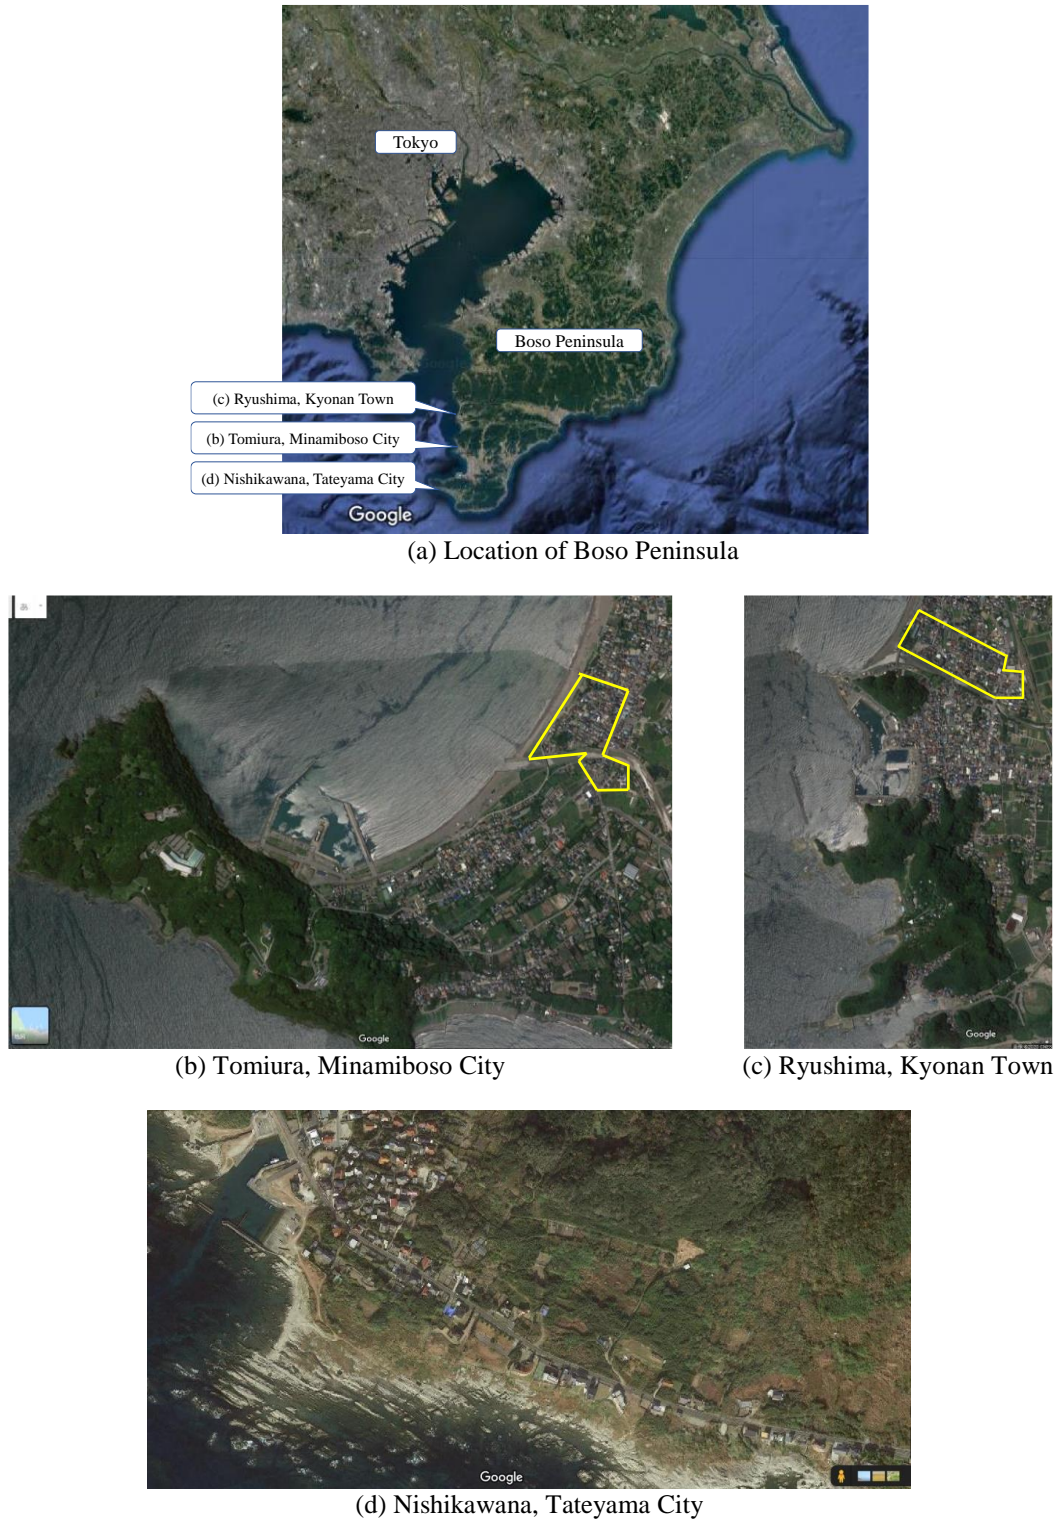 Tokyo
Boso Peninsula
(c) Ryushima, Kyonan Town
(b) Tomiura, Minamiboso City
(d) Nishikawana, Tateyama City
Google
(a) Location of Boso Peninsula
Google
Google
(b) Tomiura, Minamiboso City
(c) Ryushima, Kyonan Town
Google
(d) Nishikawana, Tateyama City